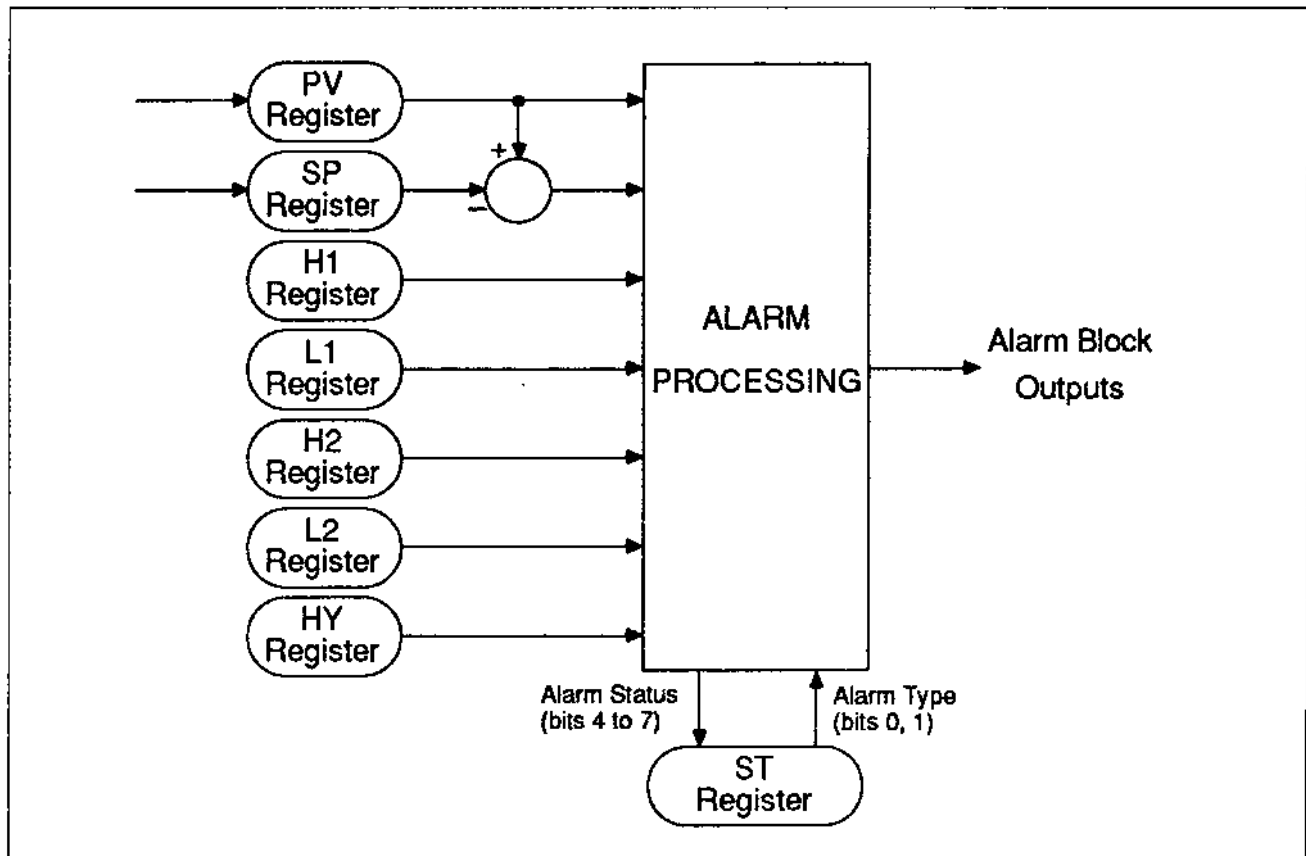 PV
Register
+
SP
Register
−
H1
Register
L1
Register
H2
Register
L2
Register
HY
Register
ALARM
PROCESSING
Alarm Block
Outputs
Alarm Status
(bits 4 to 7)
Alarm Type
(bits 0, 1)
ST
Register